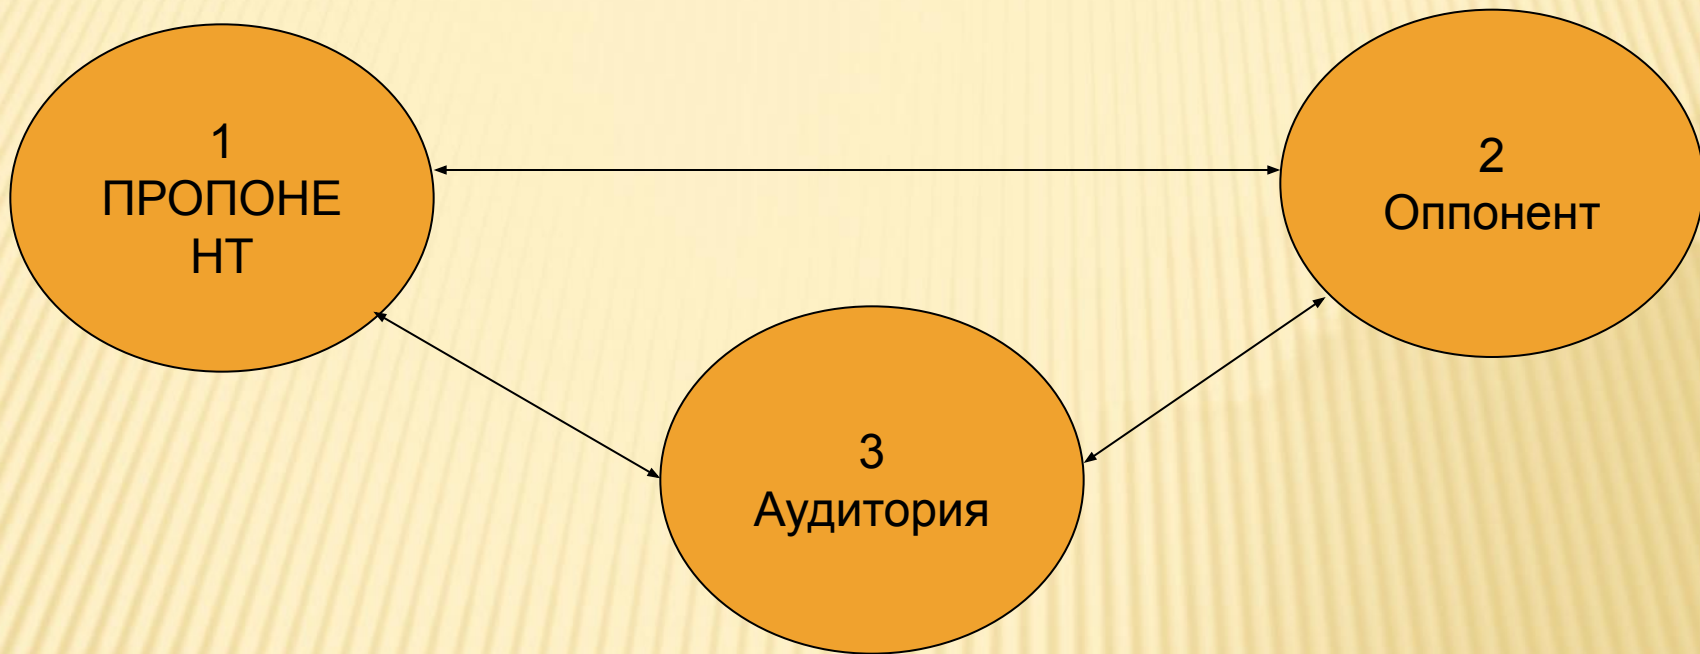 1
ПРОПОНЕ
НТ
2
Оппонент
3
Аудитория